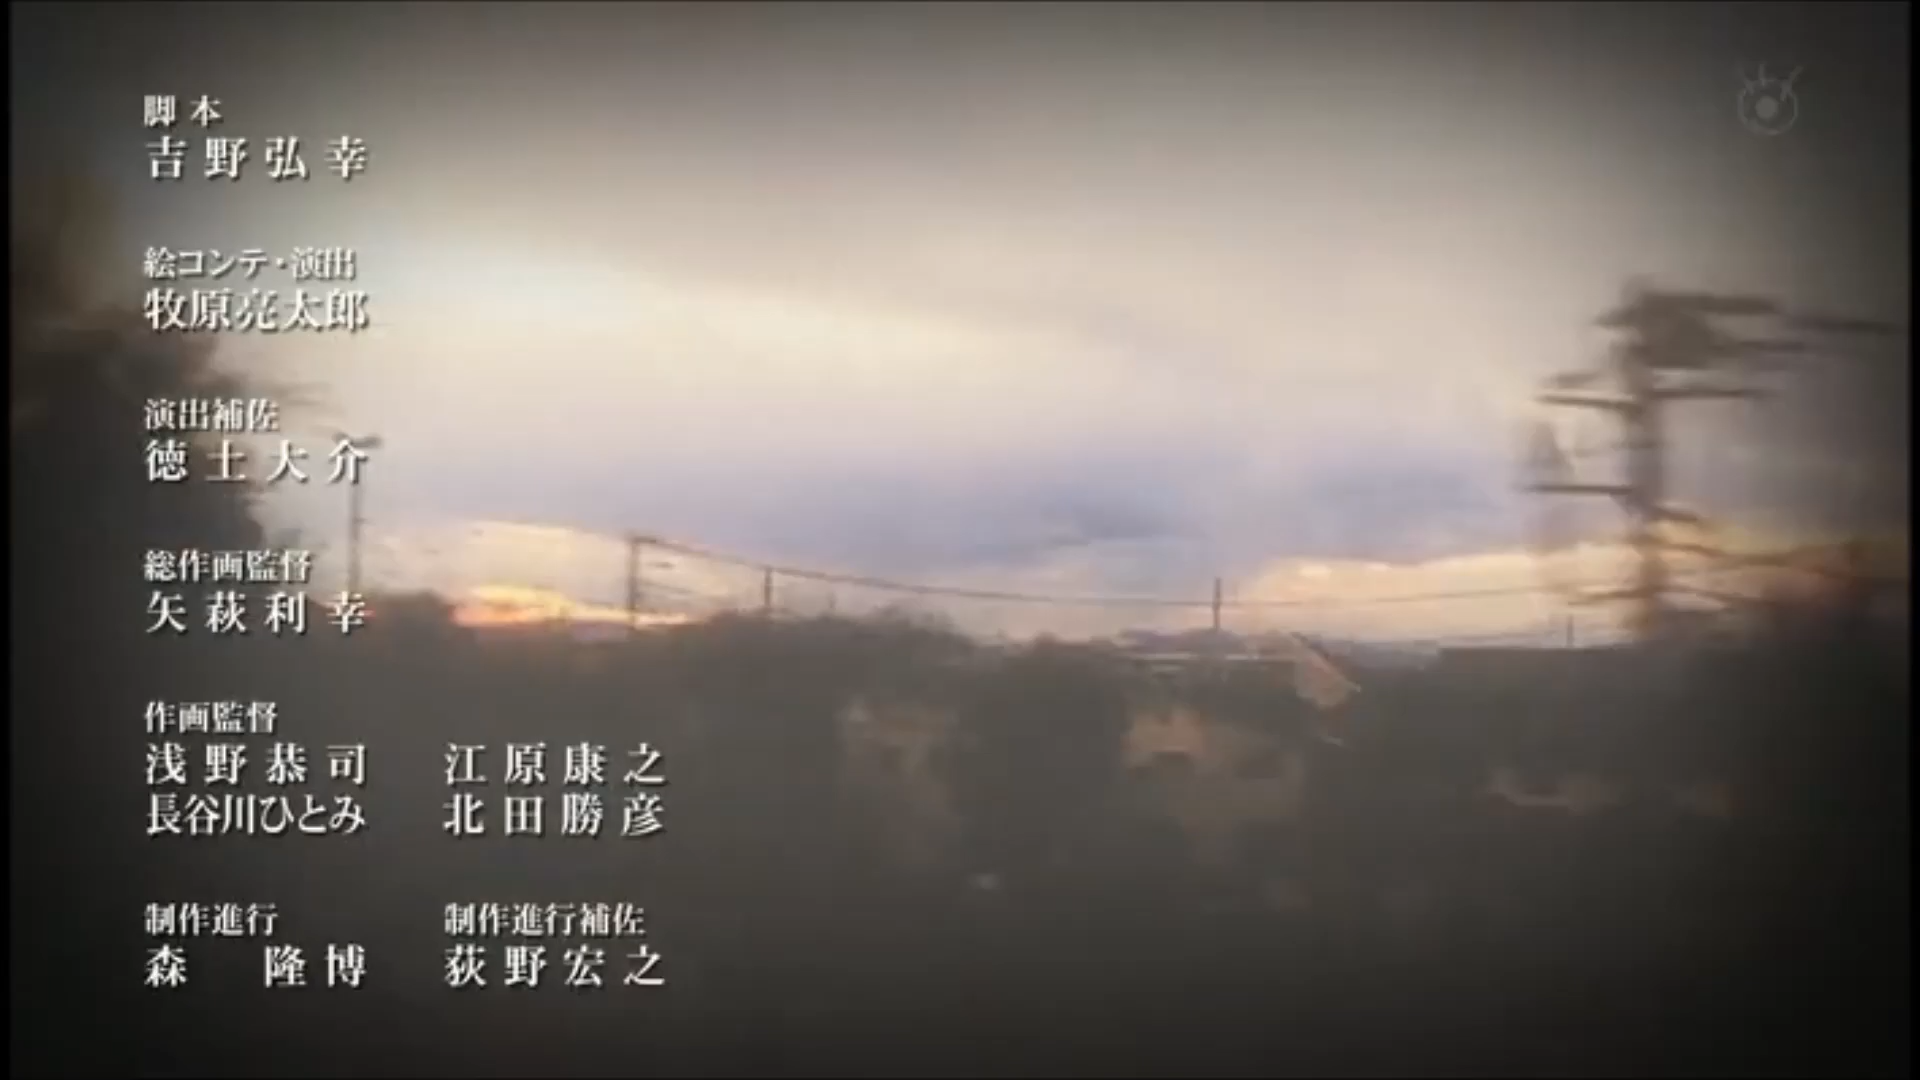 脚本
吉野弘幸
絵コンテ・演出
牧原亮太郎
演出補佐
徳土大介
総作画監督
矢萩利幸
作画監督
浅野恭司 江原康之
長谷川ひとみ 北田勝彦
制作進行 制作進行補佐
森 隆博 荻野宏之